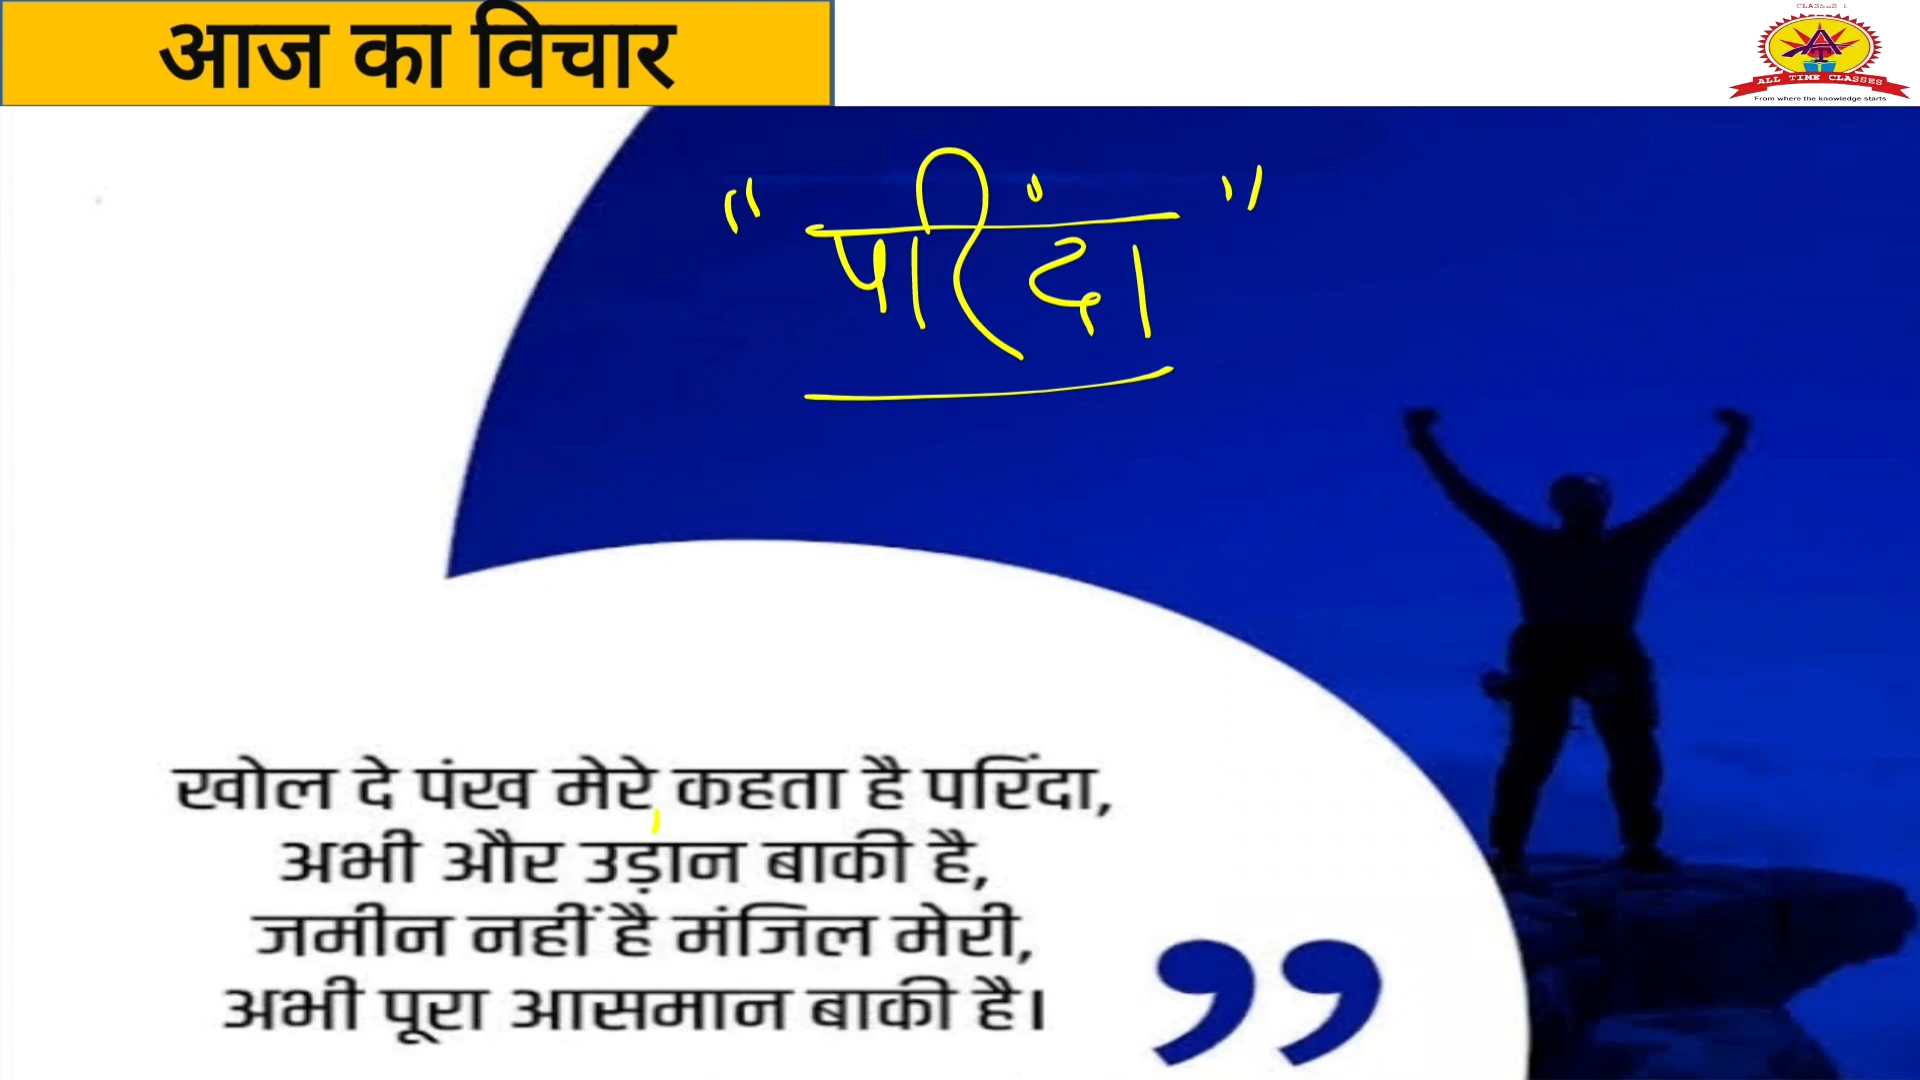 आज का विचार
CLASSES
ALL TIME CLASSES
From where the knowledge starts
" परिंदा "
खोल दे पंख मेरे कहता है परिंदा,
अभी और उड़ान बाकी है,
जमीन नहीं है मंजिल मेरी,
अभी पूरा आसमान बाकी है।
”